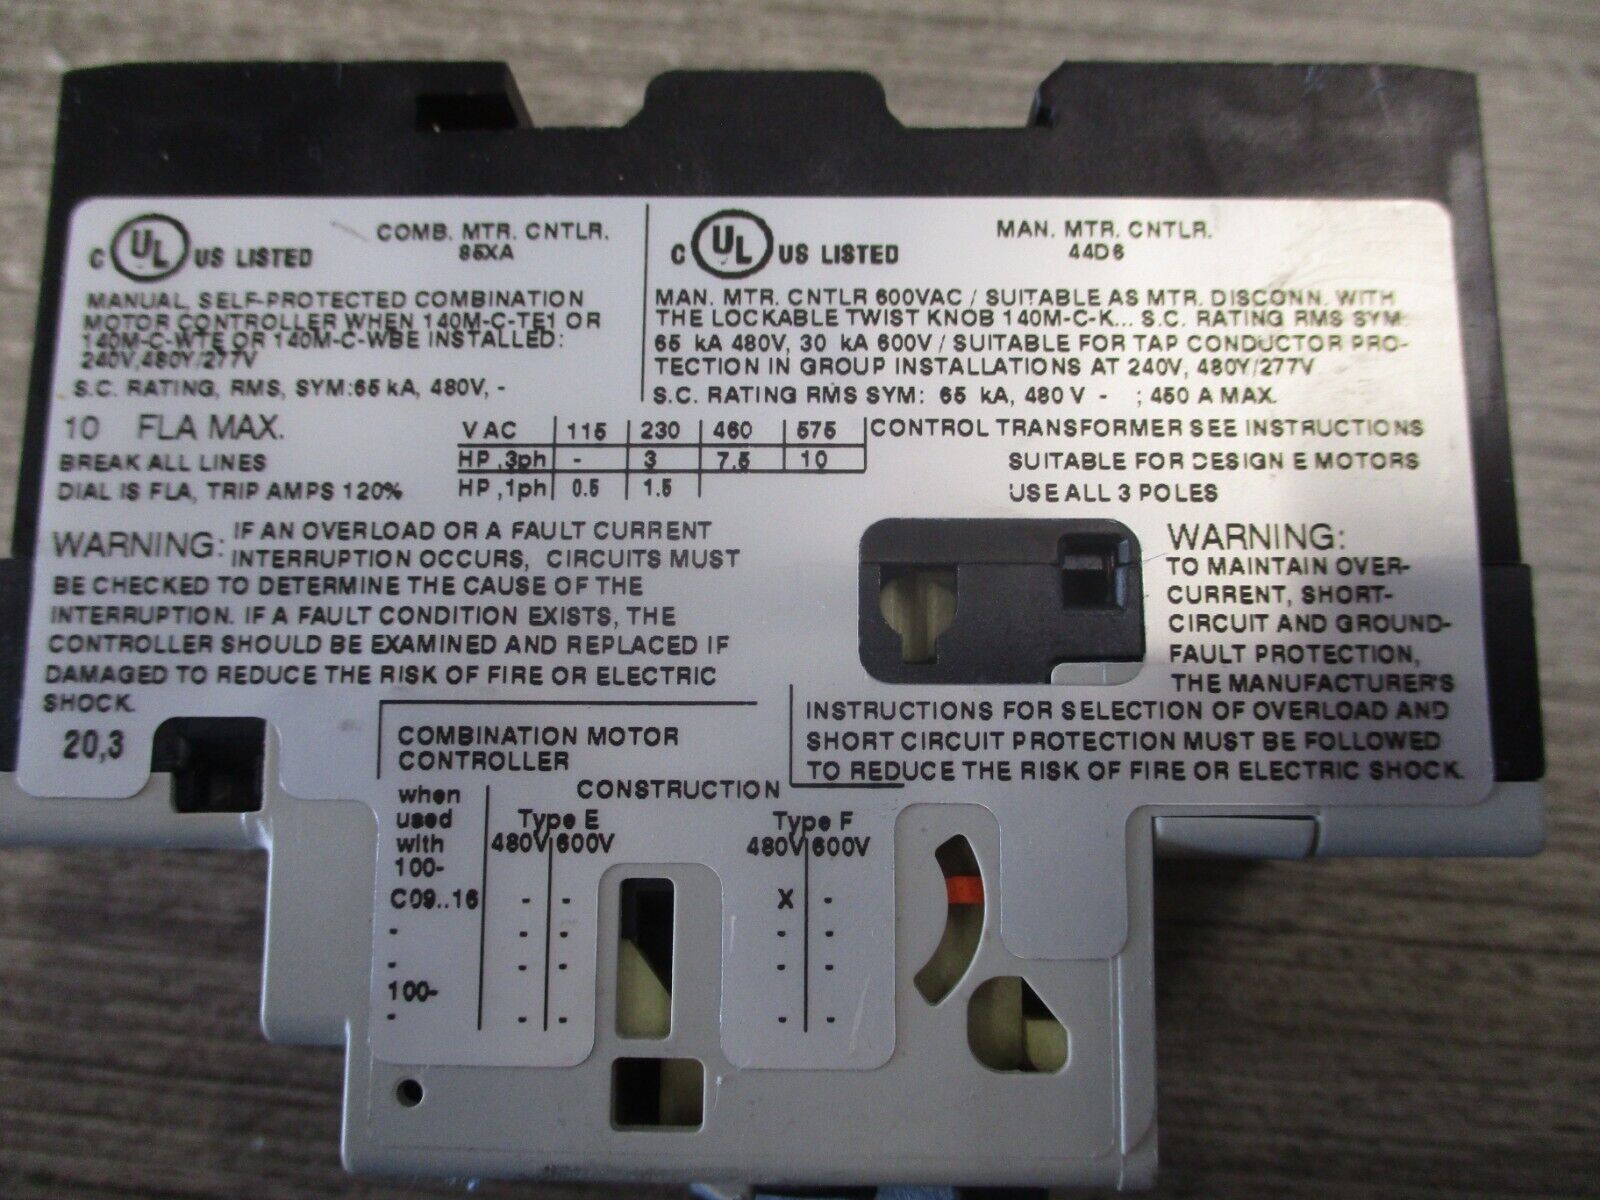 C UL US LISTED COMB. MTR. CNTLR.
85XA
MANUAL, SELF-PROTECTED COMBINATION
MOTOR CONTROLLER WHEN 140M-C-TE1 OR
140M-C-WTE OR 140M-C-WBE INSTALLED:
240V,480Y/277V
S.C. RATING, RMS, SYM:65 kA, 480V, -
C UL US LISTED MAN. MTR. CNTLR.
44D6
MAN. MTR. CNTLR 600VAC / SUITABLE AS MTR. DISCONN. WITH
THE LOCKABLE TWIST KNOB 140M-C-K... S.C. RATING RMS SYM:
65 kA 480V, 30 kA 600V / SUITABLE FOR TAP CONDUCTOR PRO-
TECTION IN GROUP INSTALLATIONS AT 240V, 480Y/277V
S.C. RATING RMS SYM: 65 kA, 480 V - ; 450 A MAX.
10 FLA MAX.
BREAK ALL LINES
DIAL IS FLA, TRIP AMPS 120%
V AC 115 230 460 575
HP ,3ph - 3 7.5 10
HP ,1ph 0.5 1.5
CONTROL TRANSFORMER SEE INSTRUCTIONS
SUITABLE FOR DESIGN E MOTORS
USE ALL 3 POLES
WARNING: IF AN OVERLOAD OR A FAULT CURRENT
INTERRUPTION OCCURS, CIRCUITS MUST
BE CHECKED TO DETERMINE THE CAUSE OF THE
INTERRUPTION. IF A FAULT CONDITION EXISTS, THE
CONTROLLER SHOULD BE EXAMINED AND REPLACED IF
DAMAGED TO REDUCE THE RISK OF FIRE OR ELECTRIC
SHOCK.
20,3
WARNING:
TO MAINTAIN OVER-
CURRENT, SHORT-
CIRCUIT AND GROUND-
FAULT PROTECTION,
THE MANUFACTURER'S
INSTRUCTIONS FOR SELECTION OF OVERLOAD AND
SHORT CIRCUIT PROTECTION MUST BE FOLLOWED
TO REDUCE THE RISK OF FIRE OR ELECTRIC SHOCK.
COMBINATION MOTOR
CONTROLLER
CONSTRUCTION
when
used
with
100-
Type E Type F
480V 600V 480V 600V
C09..16 - - X -
- - - - -
- - - - -
100-
- - - - -